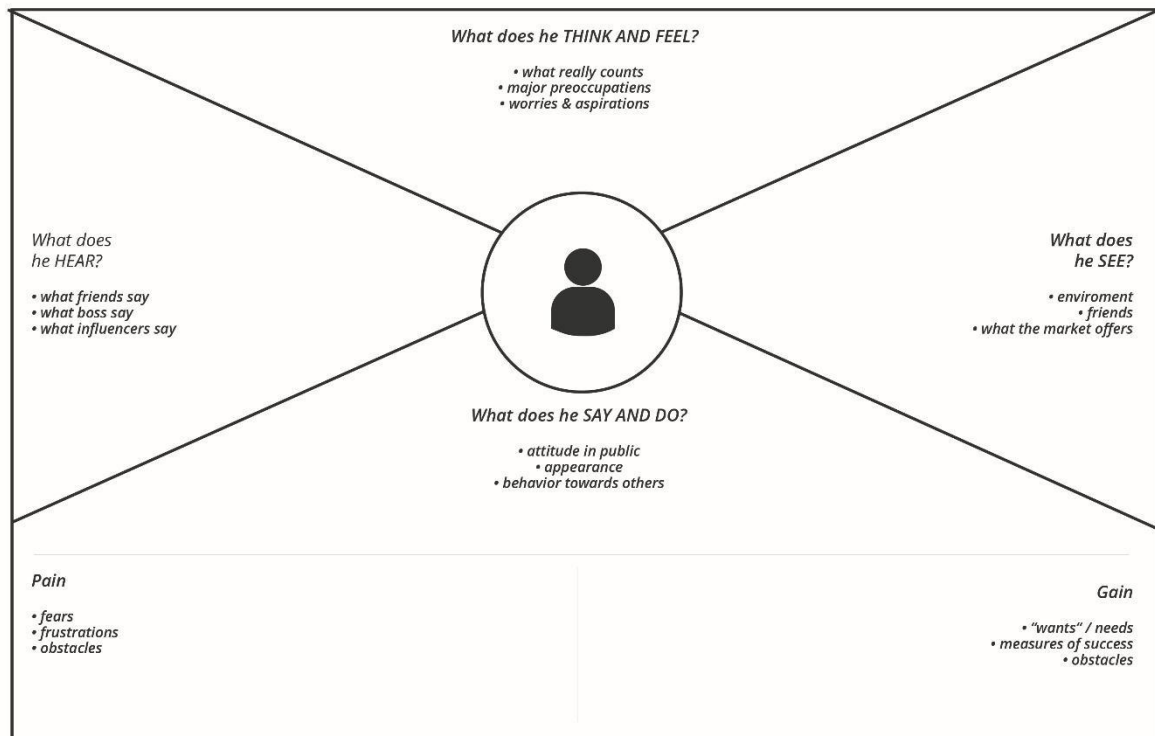 What does he THINK AND FEEL?
• what really counts
• major preoccupatiens
• worries & aspirations
What does
he HEAR?
• what friends say
• what boss say
• what influencers say
What does
he SEE?
• enviroment
• friends
• what the market offers
What does he SAY AND DO?
• attitude in public
• appearance
• behavior towards others
Pain
• fears
• frustrations
• obstacles
Gain
• “wants“ / needs
• measures of success
• obstacles